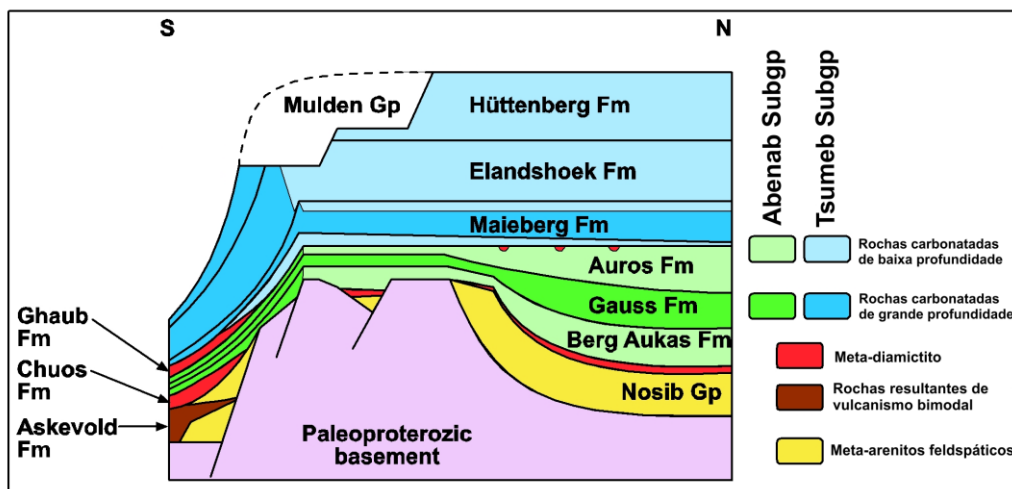 S
N
Mulden Gp
Hüttenberg Fm
Elandshoek Fm
Maieberg Fm
Auros Fm
Gauss Fm
Berg Aukas Fm
Nosib Gp
Paleoproterozic
basement
Ghaub
Fm
Chuos
Fm
Askevold
Fm
Abenab Subgp
Tsumeb Subgp
Rochas carbonatadas
de baixa profundidade
Rochas carbonatadas
de grande profundidade
Meta-diamictito
Rochas resultantes de
vulcanismo bimodal
Meta-arenitos feldspáticos